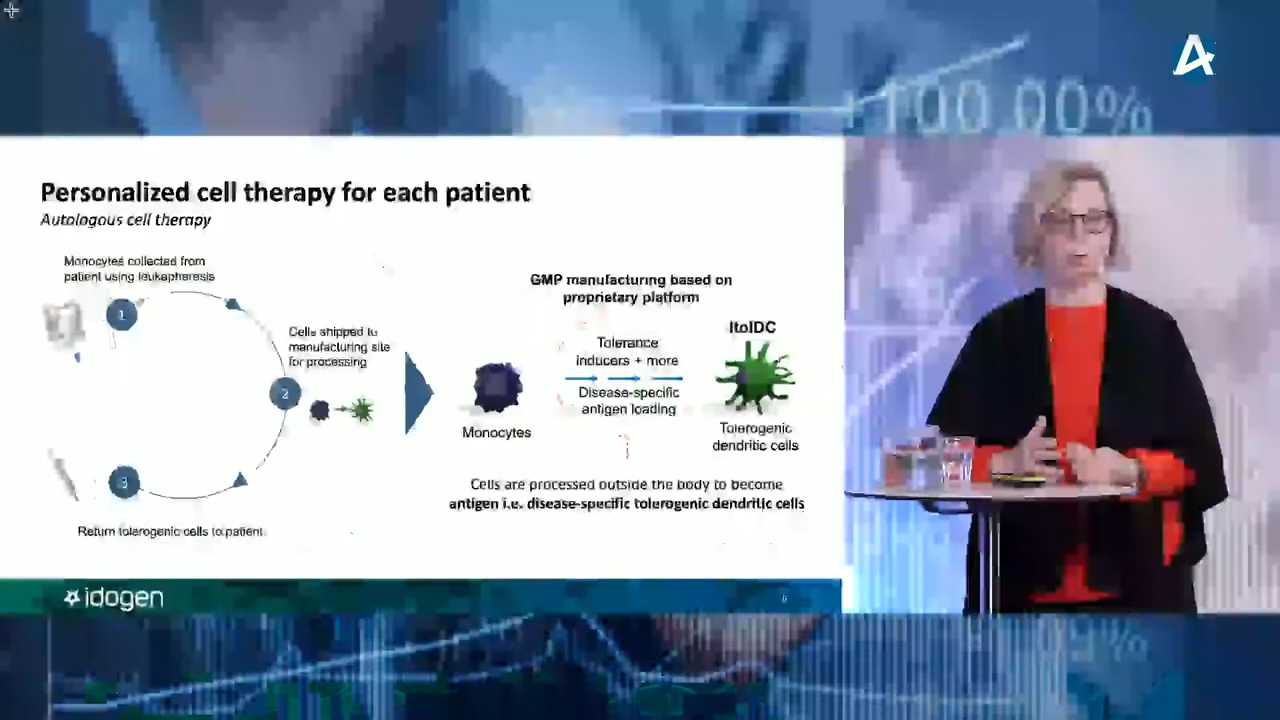 100.00%
Personalized cell therapy for each patient
Autologous cell therapy
Monocytes collected from
patient using leukapheresis
1
Cells shipped to
manufacturing site
for processing
2
3
Return tolerogenic cells to patient
GMP manufacturing based on
proprietary platform
ItolDC
Tolerance
inducers + more
Disease-specific
antigen loading
Monocytes
Tolerogenic
dendritic cells
Cells are processed outside the body to become
antigen i.e. disease-specific tolerogenic dendritic cells
idogen